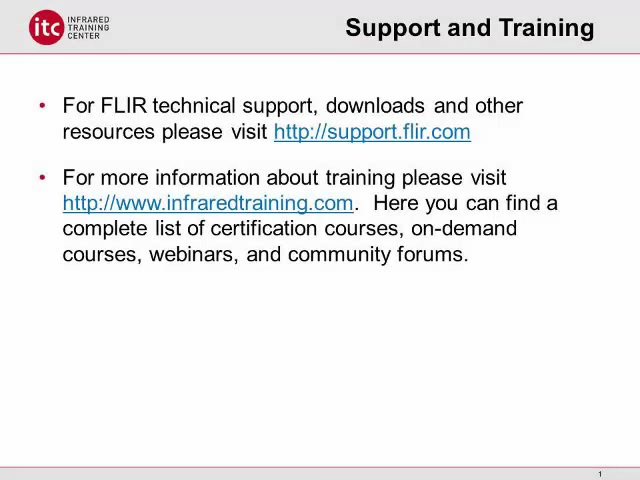 itc INFRARED
TRAINING
CENTER
Support and Training
• For FLIR technical support, downloads and other
resources please visit http://support.flir.com
• For more information about training please visit
http://www.infraredtraining.com. Here you can find a
complete list of certification courses, on-demand
courses, webinars, and community forums.
1